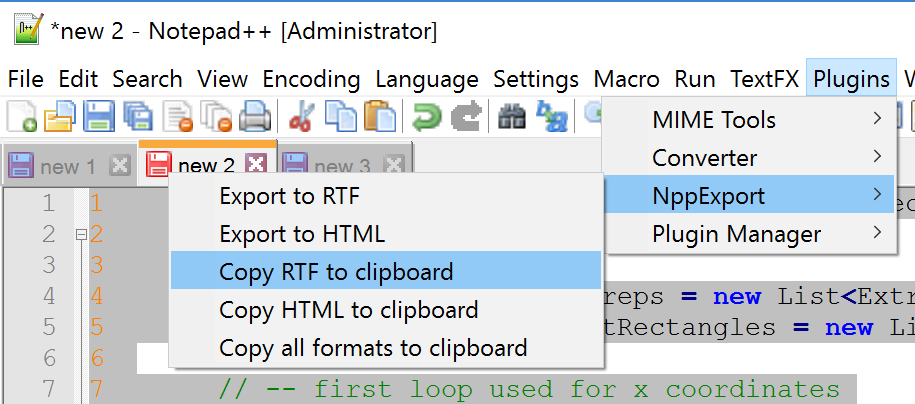 *new 2 - Notepad++ [Administrator]
File Edit Search View Encoding Language Settings Macro Run TextFX Plugins
new 1 new 2 new 3
MIME Tools
Converter
NppExport
Plugin Manager
Export to RTF
Export to HTML
Copy RTF to clipboard
Copy HTML to clipboard
Copy all formats to clipboard
1 1
2 2
3 3
4 4 reps = new List<Extr
5 5 tRectangles = new Li
6 6
7 7 // -- first loop used for x coordinates